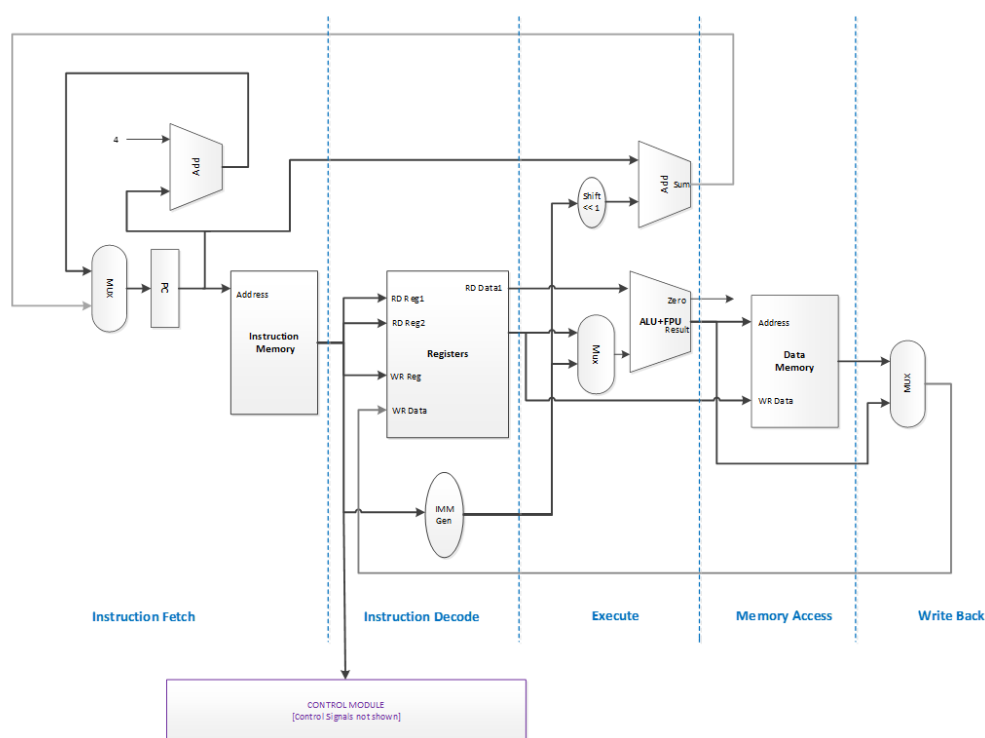 4
Add
MUX
PC
Address
Instruction
Memory
RD Reg1
RD Reg2
WR Reg
WR Data
RD Data1
Registers
IMM
Gen
Shift
<< 1
Add
Sum
Mux
Zero
ALU+FPU
Result
Address
Data
Memory
WR Data
MUX
Instruction Fetch
Instruction Decode
Execute
Memory Access
Write Back
CONTROL MODULE
[Control Signals not shown]